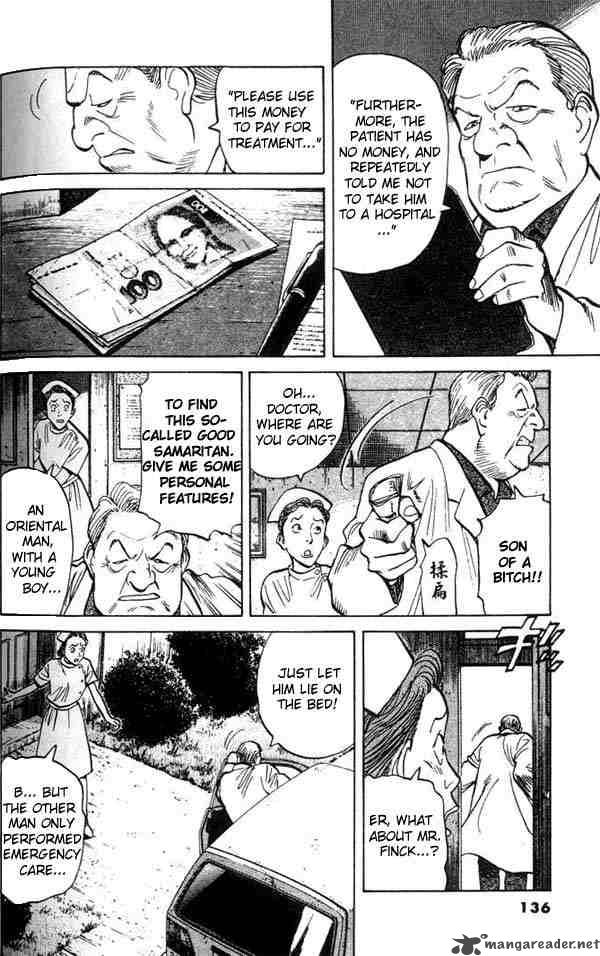 "FURTHER-
MORE, THE
PATIENT HAS
NO MONEY, AND
REPEATEDLY
TOLD ME NOT
TO TAKE HIM
TO A HOSPITAL
..."
"PLEASE USE
THIS MONEY
TO PAY FOR
TREATMENT..."
100
100
SON
OF A
BITCH!!
揉扁
OH...
DOCTOR,
WHERE ARE
YOU GOING?
TO FIND
THIS SO-
CALLED GOOD
SAMARITAN.
GIVE ME SOME
PERSONAL
FEATURES!
AN
ORIENTAL
MAN,
WITH A
YOUNG
BOY...
ER, WHAT
ABOUT MR.
FINCK...?
JUST LET
HIM LIE ON
THE BED!
B... BUT
THE OTHER
MAN ONLY
PERFORMED
EMERGENCY
CARE...
136
mangareader.net